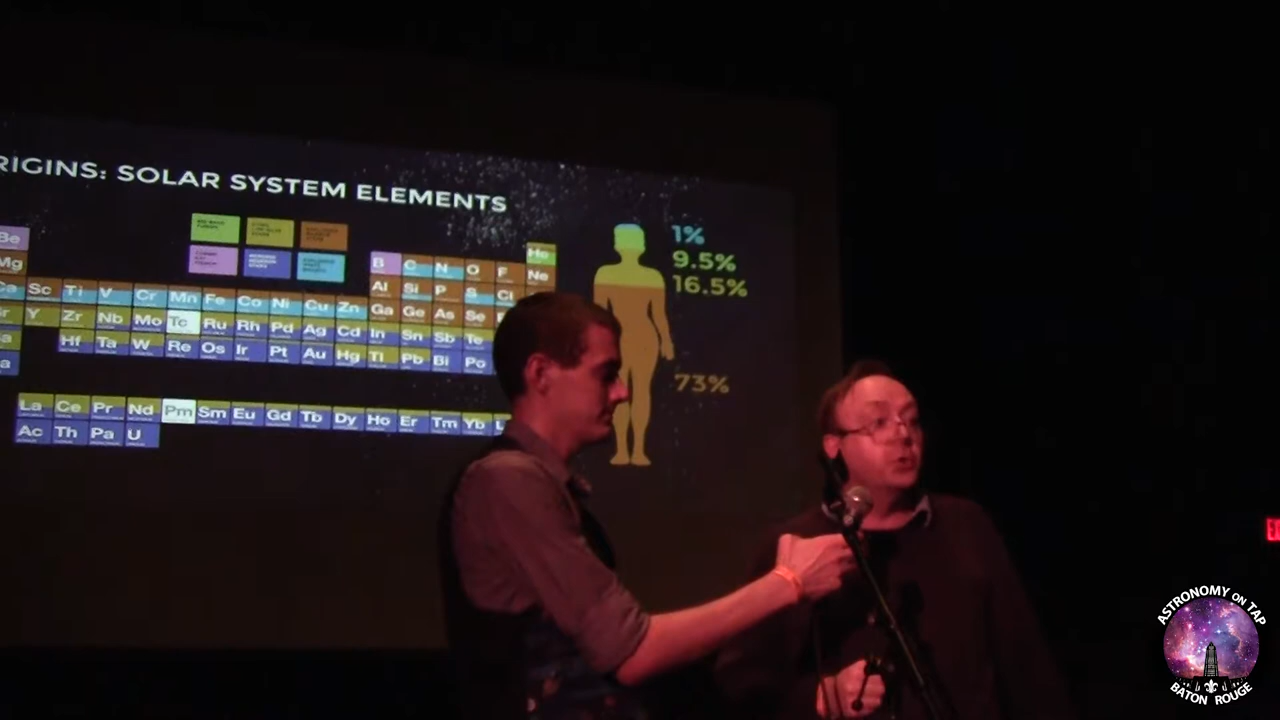 RIGINS: SOLAR SYSTEM ELEMENTS
1%
9.5%
16.5%
73%
Be
He
Mg
B C N O F Ne
Al Si P S Cl
Ca Sc Ti V Cr Mn Fe Co Ni Cu Zn Ga Ge As Se
Sr Y Zr Nb Mo Tc Ru Rh Pd Ag Cd In Sn Sb Te
Hf Ta W Re Os Ir Pt Au Hg Tl Pb Bi Po
La Ce Pr Nd Pm Sm Eu Gd Tb Dy Ho Er Tm Yb
Ac Th Pa U
ASTRONOMY ON TAP
BATON ROUGE